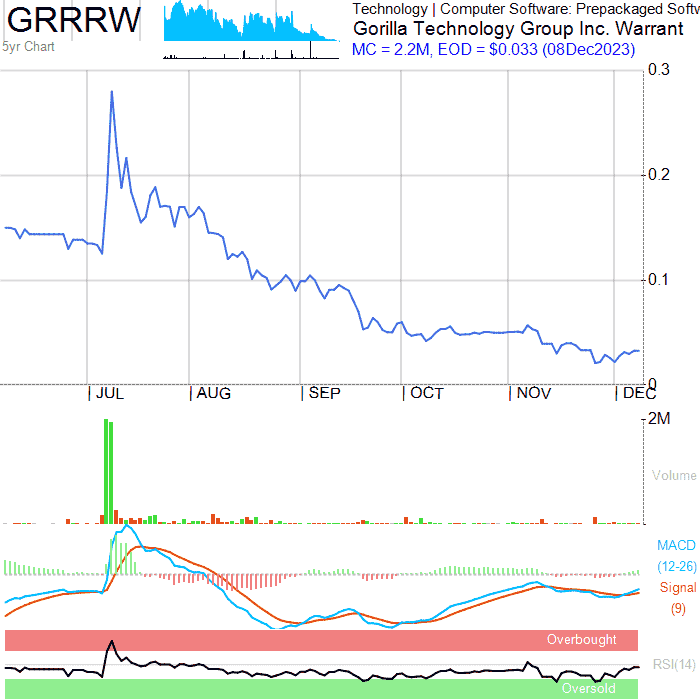 GRRRW
5yr Chart
Technology | Computer Software: Prepackaged Softw
Gorilla Technology Group Inc. Warrant
MC = 2.2M, EOD = $0.033 (08Dec2023)
0.3
0.2
0.1
0
| JUL | AUG | SEP | OCT | NOV | DEC
2M
Volume
MACD
(12-26)
Signal
(9)
Overbought
RSI(14)
Oversold